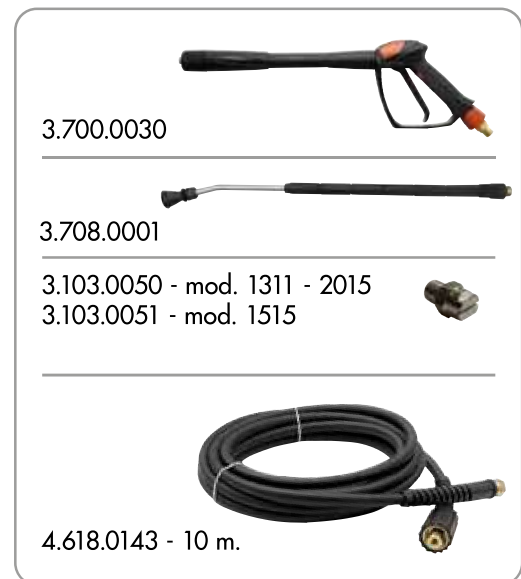 3.700.0030
3.708.0001
3.103.0050 - mod. 1311 - 2015
3.103.0051 - mod. 1515
4.618.0143 - 10 m.